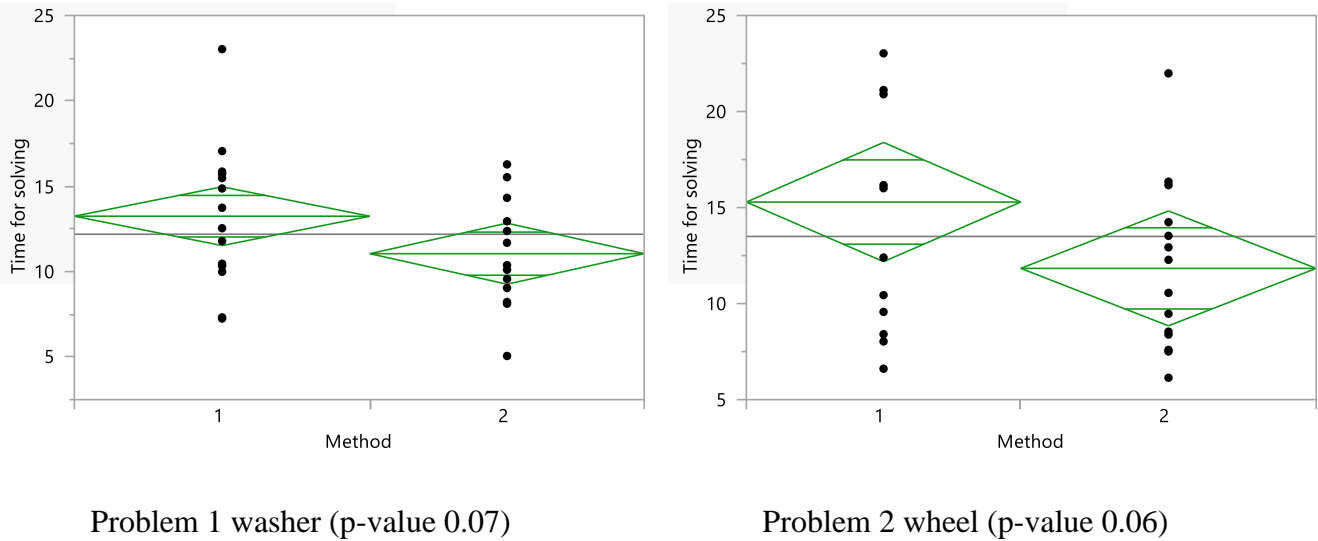 25
20
15
10
5
Time for solving
1 2
Method
Problem 1 washer (p-value 0.07)
25
20
15
10
5
Time for solving
1 2
Method
Problem 2 wheel (p-value 0.06)